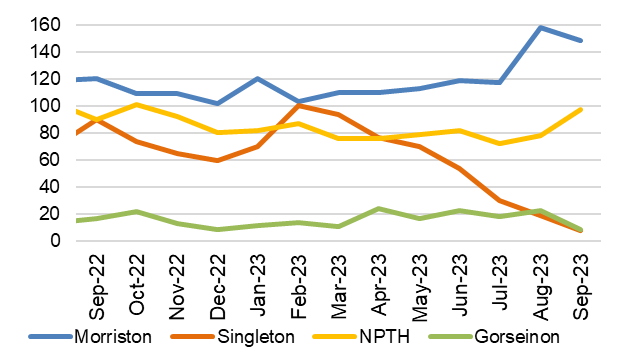 160
140
120
100
80
60
40
20
0
Sep-22
Oct-22
Nov-22
Dec-22
Jan-23
Feb-23
Mar-23
Apr-23
May-23
Jun-23
Jul-23
Aug-23
Sep-23
Morriston Singleton NPTH Gorseinon